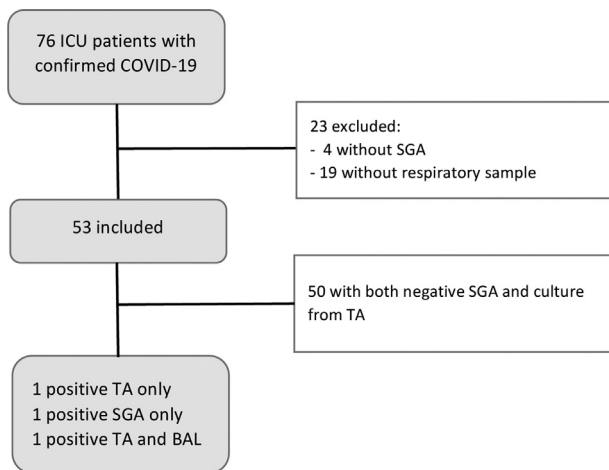 76 ICU patients with
confirmed COVID-19
23 excluded:
- 4 without SGA
- 19 without respiratory sample
53 included
50 with both negative SGA and culture
from TA
1 positive TA only
1 positive SGA only
1 positive TA and BAL